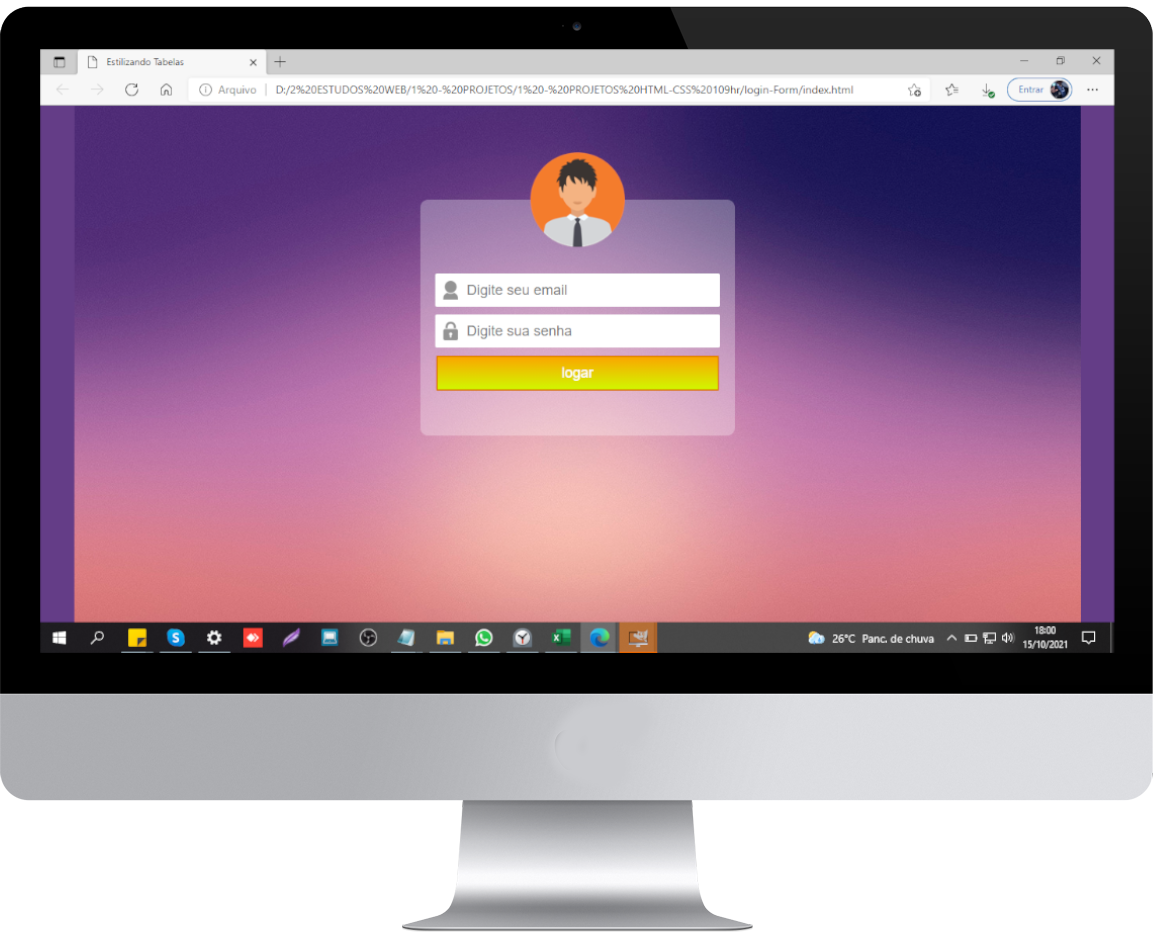 Estilizando Tabelas
Arquivo D:/2%20ESTUDOS%20WEB/1%20-%20PROJETOS/1%20-%20PROJETOS%20HTML-CSS%20109hr/login-Form/index.html Entrar
Digite seu email
Digite sua senha
logar
26°C Panc. de chuva
18:00
15/10/2021